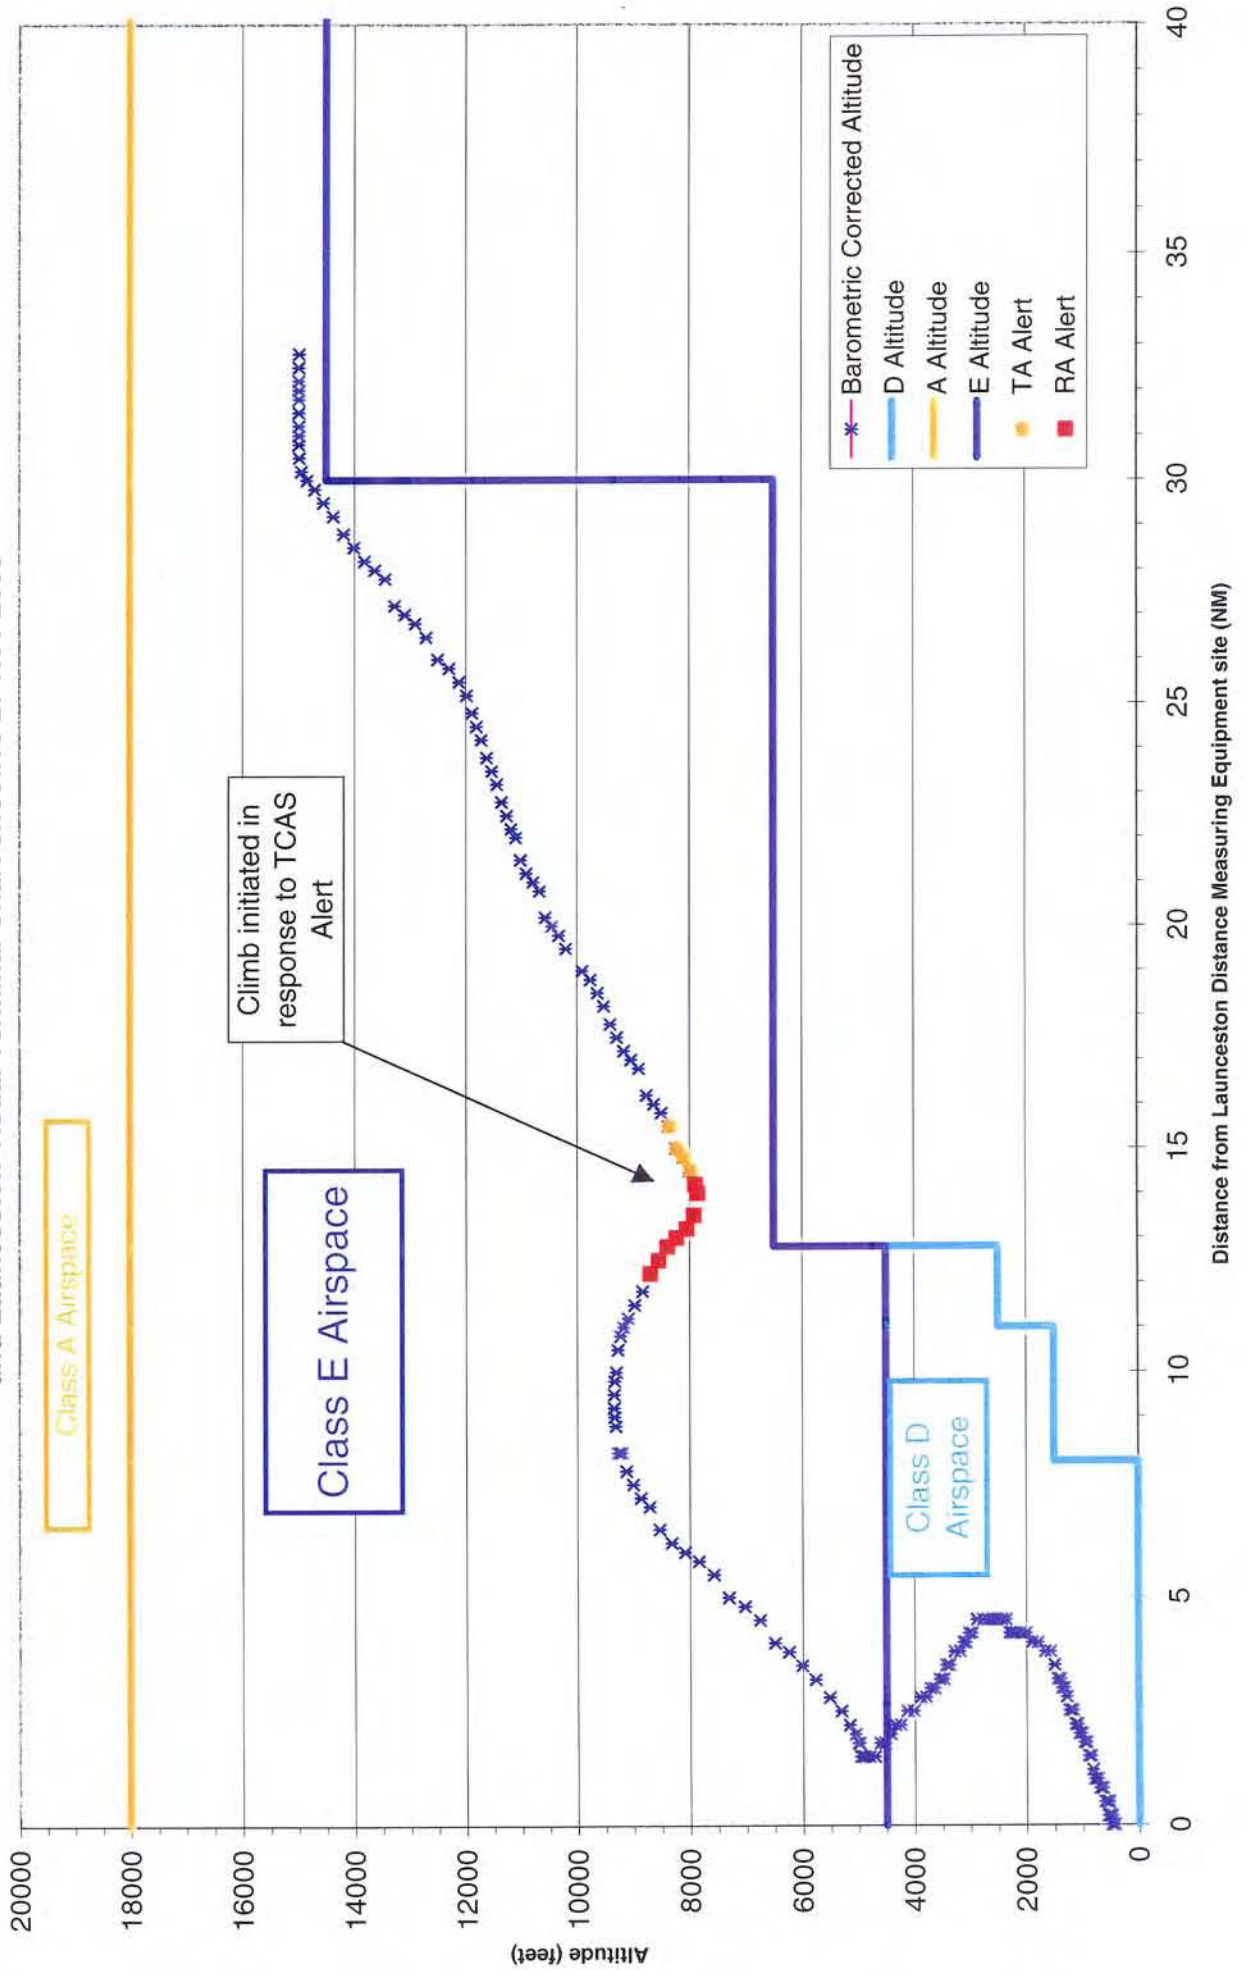 Class A Airspace
Class E Airspace
Climb initiated in
response to TCAS
Alert
Class D
Airspace
Barometric Corrected Altitude
D Altitude
A Altitude
E Altitude
TA Alert
RA Alert
Altitude (feet)
20000
18000
16000
14000
12000
10000
8000
6000
4000
2000
0
0
5
10
15
20
25
30
35
40
Distance from Launceston Distance Measuring Equipment site (NM)